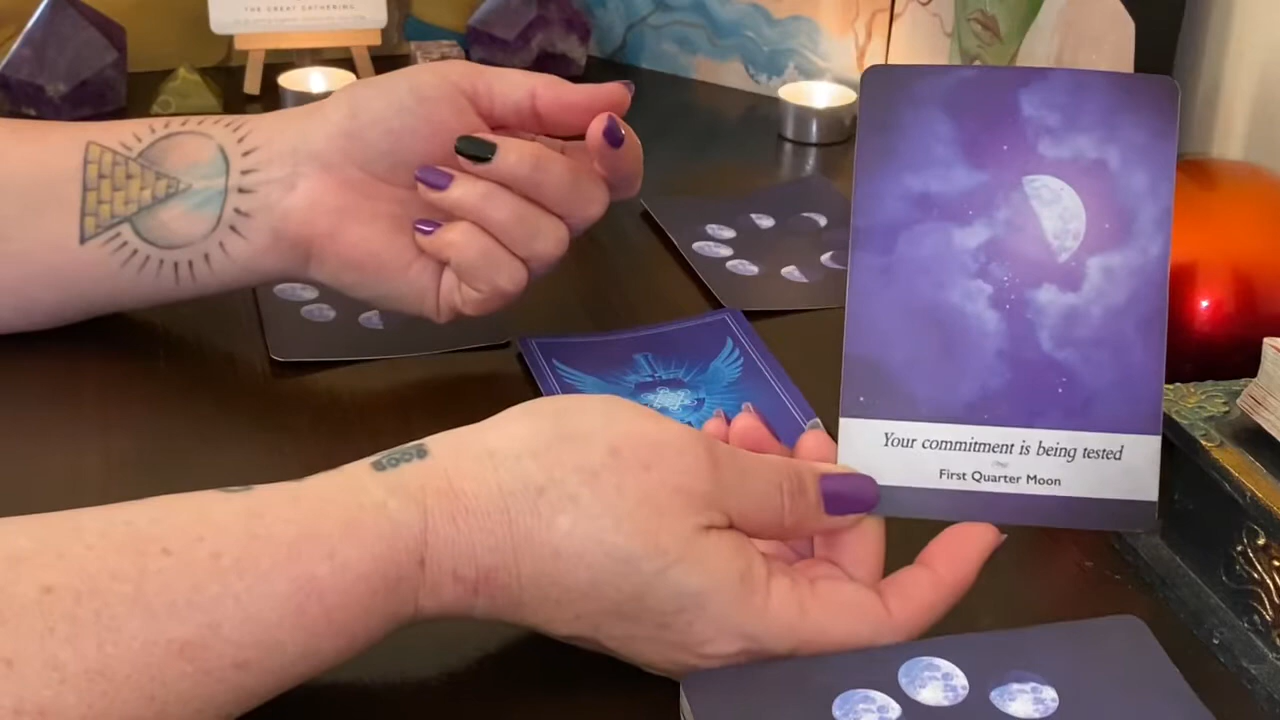 THE GREAT GATHERING
Your commitment is being tested
First Quarter Moon